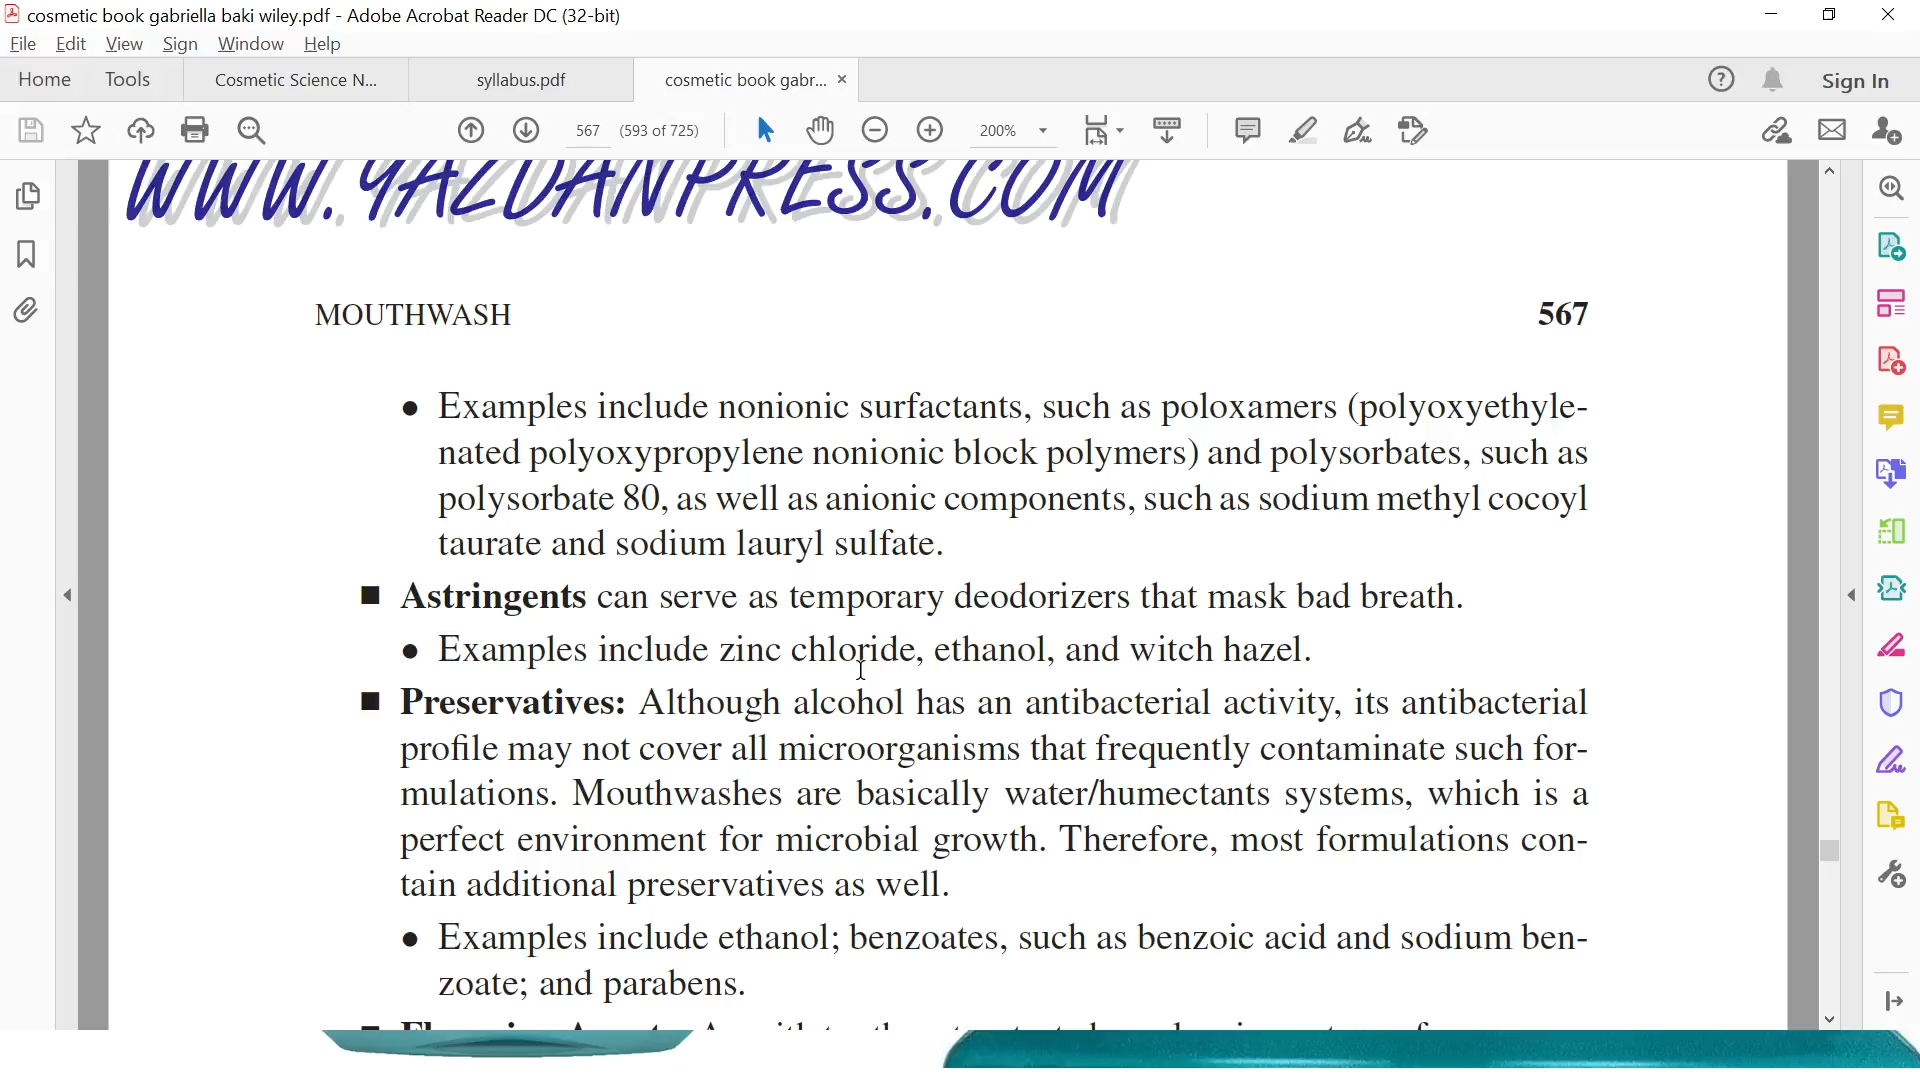 cosmetic book gabriella baki wiley.pdf - Adobe Acrobat Reader DC (32-bit)
File Edit View Sign Window Help
Home Tools Cosmetic Science N... syllabus.pdf cosmetic book gabr... × Sign In
567 (593 of 725) 200%
WWW.YAZDANPRESS.COM
MOUTHWASH 567
• Examples include nonionic surfactants, such as poloxamers (polyoxyethyle-
nated polyoxypropylene nonionic block polymers) and polysorbates, such as
polysorbate 80, as well as anionic components, such as sodium methyl cocoyl
taurate and sodium lauryl sulfate.
■ Astringents can serve as temporary deodorizers that mask bad breath.
• Examples include zinc chloride, ethanol, and witch hazel.
■ Preservatives: Although alcohol has an antibacterial activity, its antibacterial
profile may not cover all microorganisms that frequently contaminate such for-
mulations. Mouthwashes are basically water/humectants systems, which is a
perfect environment for microbial growth. Therefore, most formulations con-
tain additional preservatives as well.
• Examples include ethanol; benzoates, such as benzoic acid and sodium ben-
zoate; and parabens.